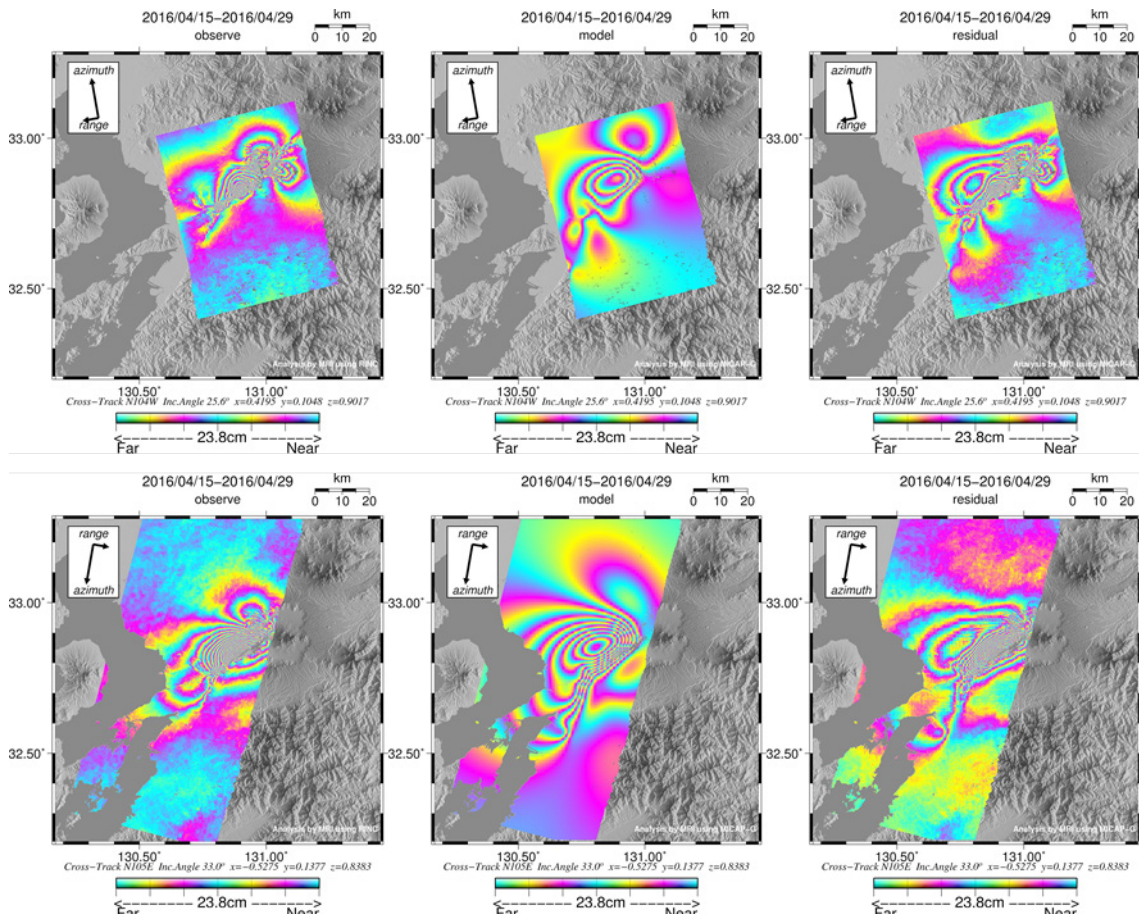 2016/04/15−2016/04/29
observe
km
0 10 20
azimuth
range
33.00˚
32.50˚
130.50˚ 131.00˚
Analysis by MRI using RINC
Cross−Track N104W Inc.Angle 25.6º x=0.4195 y=0.1048 z=0.9017
<−−−−−−− 23.8cm −−−−−−−>
Far Near
2016/04/15−2016/04/29
model
km
0 10 20
azimuth
range
33.00˚
32.50˚
130.50˚ 131.00˚
Analysis by MRI using MICAP−G
Cross−Track N104W Inc.Angle 25.6º x=0.4195 y=0.1048 z=0.9017
<−−−−−−− 23.8cm −−−−−−−>
Far Near
2016/04/15−2016/04/29
residual
km
0 10 20
azimuth
range
33.00˚
32.50˚
130.50˚ 131.00˚
Analysis by MRI using MICAP−G
Cross−Track N104W Inc.Angle 25.6º x=0.4195 y=0.1048 z=0.9017
<−−−−−−− 23.8cm −−−−−−−>
Far Near
2016/04/15−2016/04/29
observe
km
0 10 20
range
azimuth
33.00˚
32.50˚
130.50˚ 131.00˚
Analysis by MRI using RINC
Cross−Track N105E Inc.Angle 33.0º x=−0.5275 y=0.1377 z=0.8383
<−−−−−−− 23.8cm −−−−−−−>
Far Near
2016/04/15−2016/04/29
model
km
0 10 20
range
azimuth
33.00˚
32.50˚
130.50˚ 131.00˚
Analysis by MRI using MICAP−G
Cross−Track N105E Inc.Angle 33.0º x=−0.5275 y=0.1377 z=0.8383
<−−−−−−− 23.8cm −−−−−−−>
Far Near
2016/04/15−2016/04/29
residual
km
0 10 20
range
azimuth
33.00˚
32.50˚
130.50˚ 131.00˚
Analysis by MRI using MICAP−G
Cross−Track N105E Inc.Angle 33.0º x=−0.5275 y=0.1377 z=0.8383
<−−−−−−− 23.8cm −−−−−−−>
Far Near